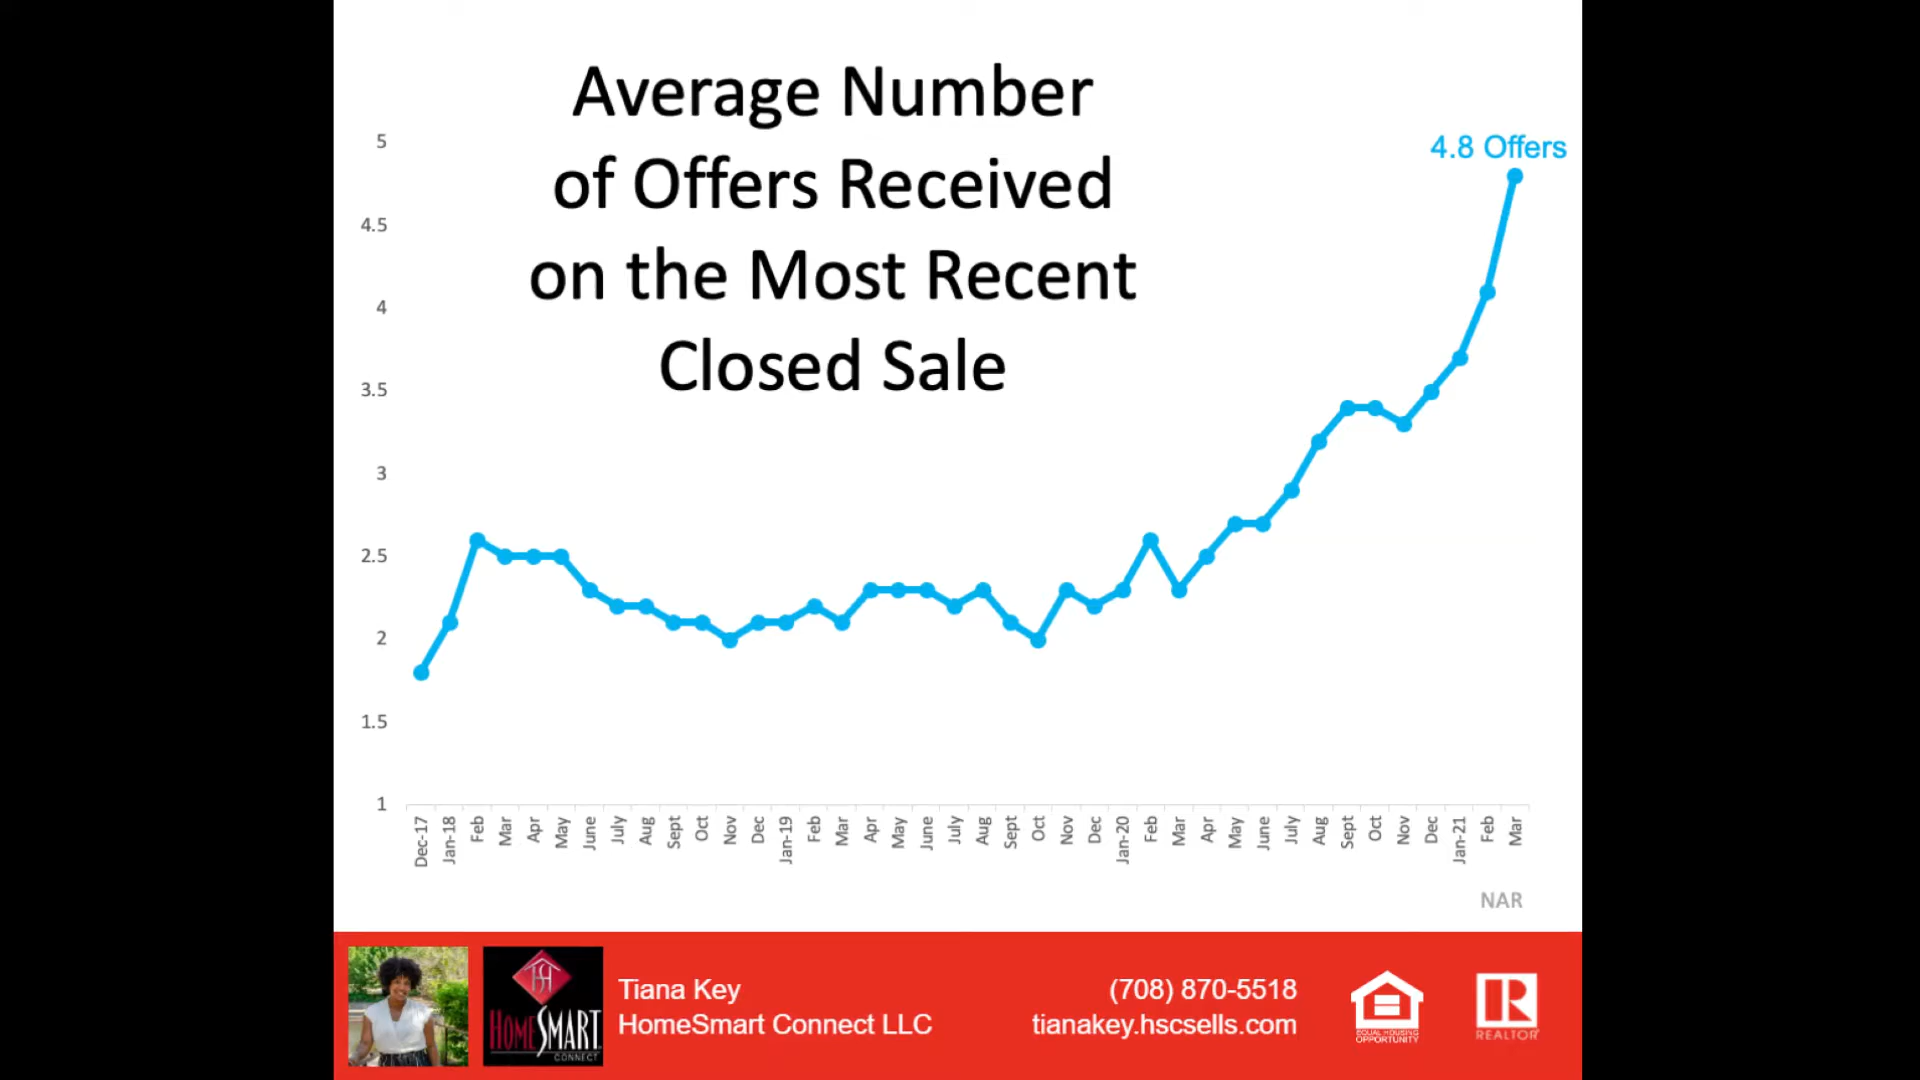 Average Number
of Offers Received
on the Most Recent
Closed Sale
4.8 Offers
5
4.5
4
3.5
3
2.5
2
1.5
1
Dec-17 Jan-18 Feb Mar Apr May June July Aug Sept Oct Nov Dec Jan-19 Feb Mar Apr May June July Aug Sept Oct Nov Dec Jan-20 Feb Mar Apr May June July Aug Sept Oct Nov Dec Jan-21 Feb Mar
NAR
HOMESMART
CONNECT
Tiana Key
HomeSmart Connect LLC
(708) 870-5518
tianakey.hscsells.com
EQUAL HOUSING
OPPORTUNITY
R
REALTOR®